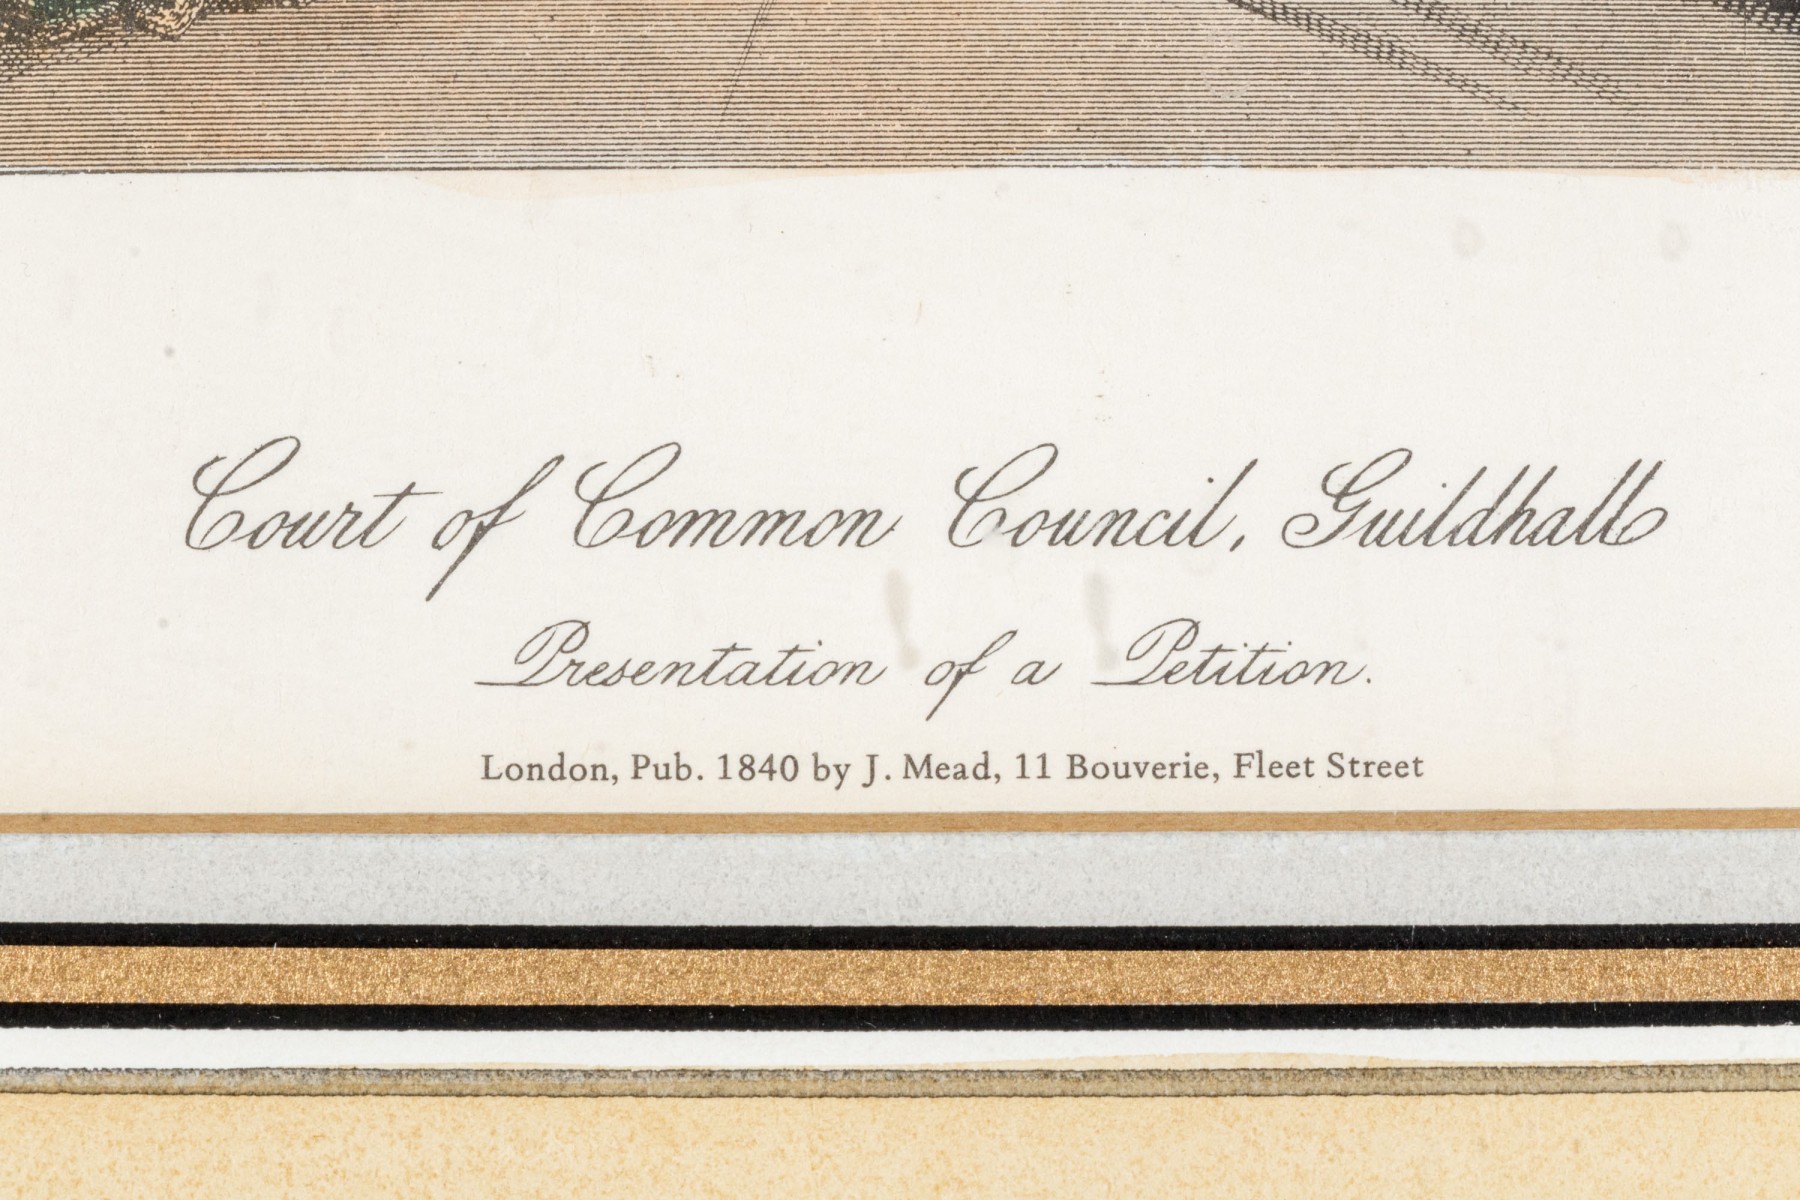 Court of Common Council, Guildhall
Presentation of a Petition.
London, Pub. 1840 by J. Mead, 11 Bouverie, Fleet Street